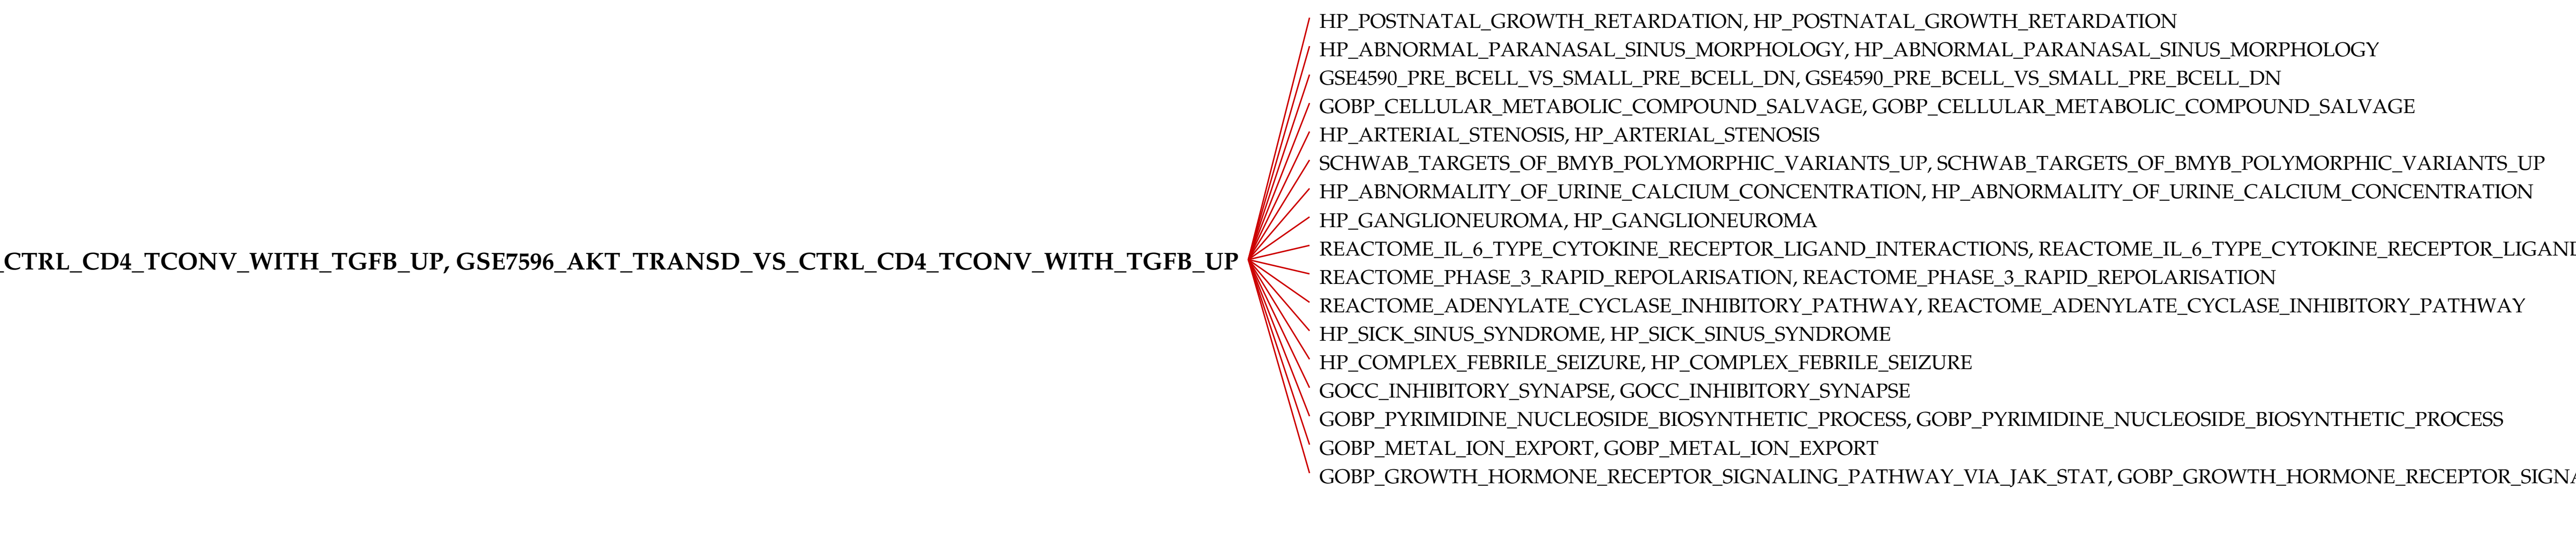 HP_POSTNATAL_GROWTH_RETARDATION, HP_POSTNATAL_GROWTH_RETARDATION
HP_ABNORMAL_PARANASAL_SINUS_MORPHOLOGY, HP_ABNORMAL_PARANASAL_SINUS_MORPHOLOGY
GSE4590_PRE_BCELL_VS_SMALL_PRE_BCELL_DN, GSE4590_PRE_BCELL_VS_SMALL_PRE_BCELL_DN
GOBP_CELLULAR_METABOLIC_COMPOUND_SALVAGE, GOBP_CELLULAR_METABOLIC_COMPOUND_SALVAGE
HP_ARTERIAL_STENOSIS, HP_ARTERIAL_STENOSIS
SCHWAB_TARGETS_OF_BMYB_POLYMORPHIC_VARIANTS_UP, SCHWAB_TARGETS_OF_BMYB_POLYMORPHIC_VARIANTS_UP
HP_ABNORMALITY_OF_URINE_CALCIUM_CONCENTRATION, HP_ABNORMALITY_OF_URINE_CALCIUM_CONCENTRATION
HP_GANGLIONEUROMA, HP_GANGLIONEUROMA
REACTOME_IL_6_TYPE_CYTOKINE_RECEPTOR_LIGAND_INTERACTIONS, REACTOME_IL_6_TYPE_CYTOKINE_RECEPTOR_LIGAND
_CTRL_CD4_TCONV_WITH_TGFB_UP, GSE7596_AKT_TRANSD_VS_CTRL_CD4_TCONV_WITH_TGFB_UP
REACTOME_PHASE_3_RAPID_REPOLARISATION, REACTOME_PHASE_3_RAPID_REPOLARISATION
REACTOME_ADENYLATE_CYCLASE_INHIBITORY_PATHWAY, REACTOME_ADENYLATE_CYCLASE_INHIBITORY_PATHWAY
HP_SICK_SINUS_SYNDROME, HP_SICK_SINUS_SYNDROME
HP_COMPLEX_FEBRILE_SEIZURE, HP_COMPLEX_FEBRILE_SEIZURE
GOCC_INHIBITORY_SYNAPSE, GOCC_INHIBITORY_SYNAPSE
GOBP_PYRIMIDINE_NUCLEOSIDE_BIOSYNTHETIC_PROCESS, GOBP_PYRIMIDINE_NUCLEOSIDE_BIOSYNTHETIC_PROCESS
GOBP_METAL_ION_EXPORT, GOBP_METAL_ION_EXPORT
GOBP_GROWTH_HORMONE_RECEPTOR_SIGNALING_PATHWAY_VIA_JAK_STAT, GOBP_GROWTH_HORMONE_RECEPTOR_SIGNA